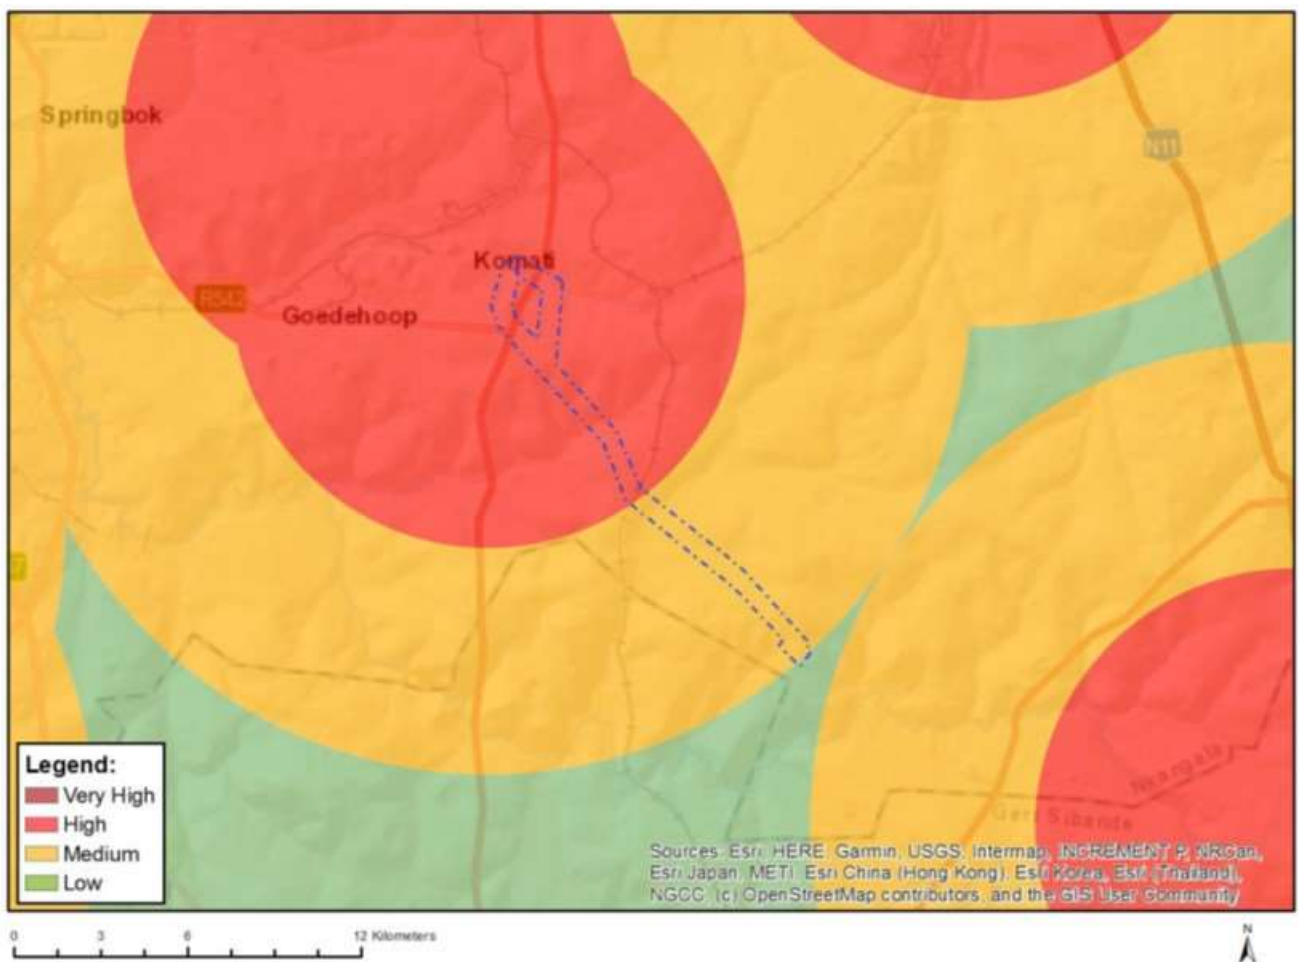 Springbok
N11
Komati
R542
Goedehoop
7
Nkangala
Gert Sibande
Legend:
Very High
High
Medium
Low
Sources: Esri, HERE, Garmin, USGS, Intermap, INCREMENT P, NRCan,
Esri Japan, METI, Esri China (Hong Kong), Esri Korea, Esri (Thailand),
NGCC, (c) OpenStreetMap contributors, and the GIS User Community
0 3 6 12 Kilometers
N